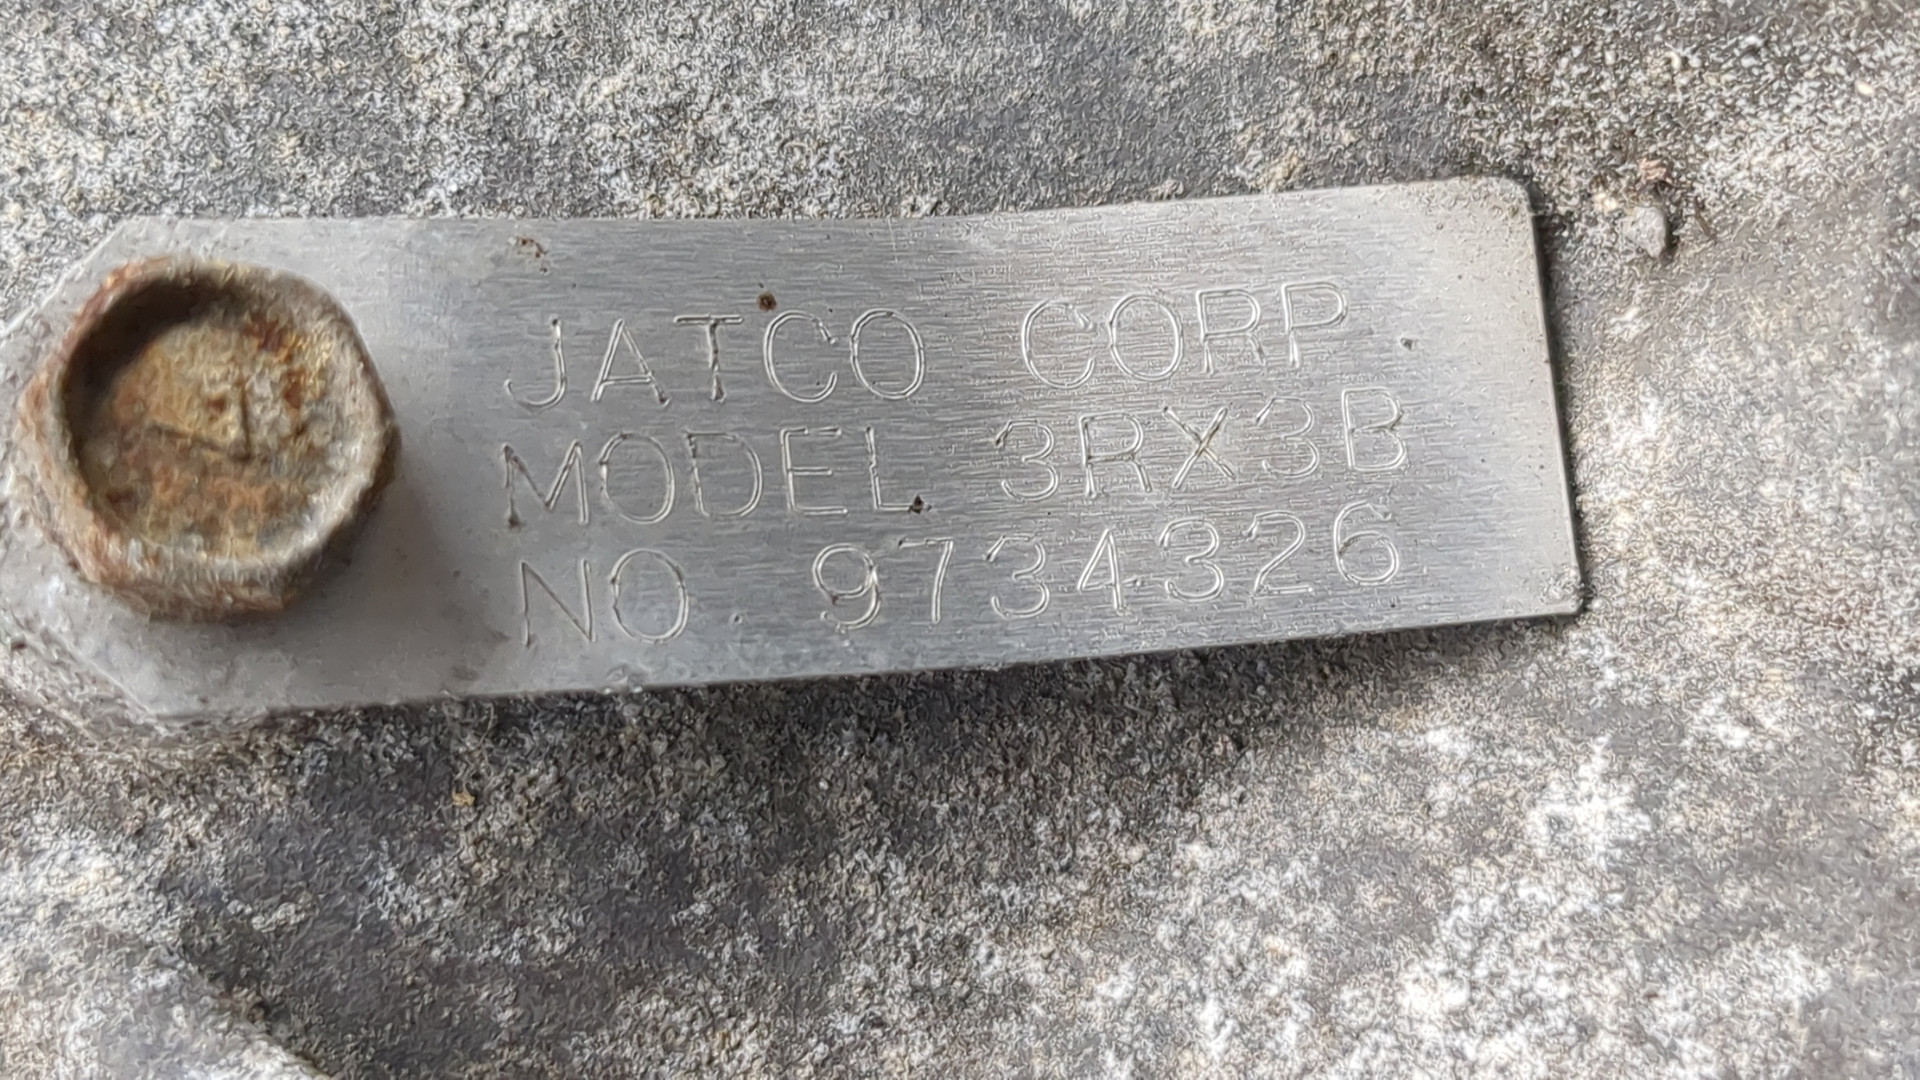 JATCO CORP
MODEL 3RX3B
NO. 9734326